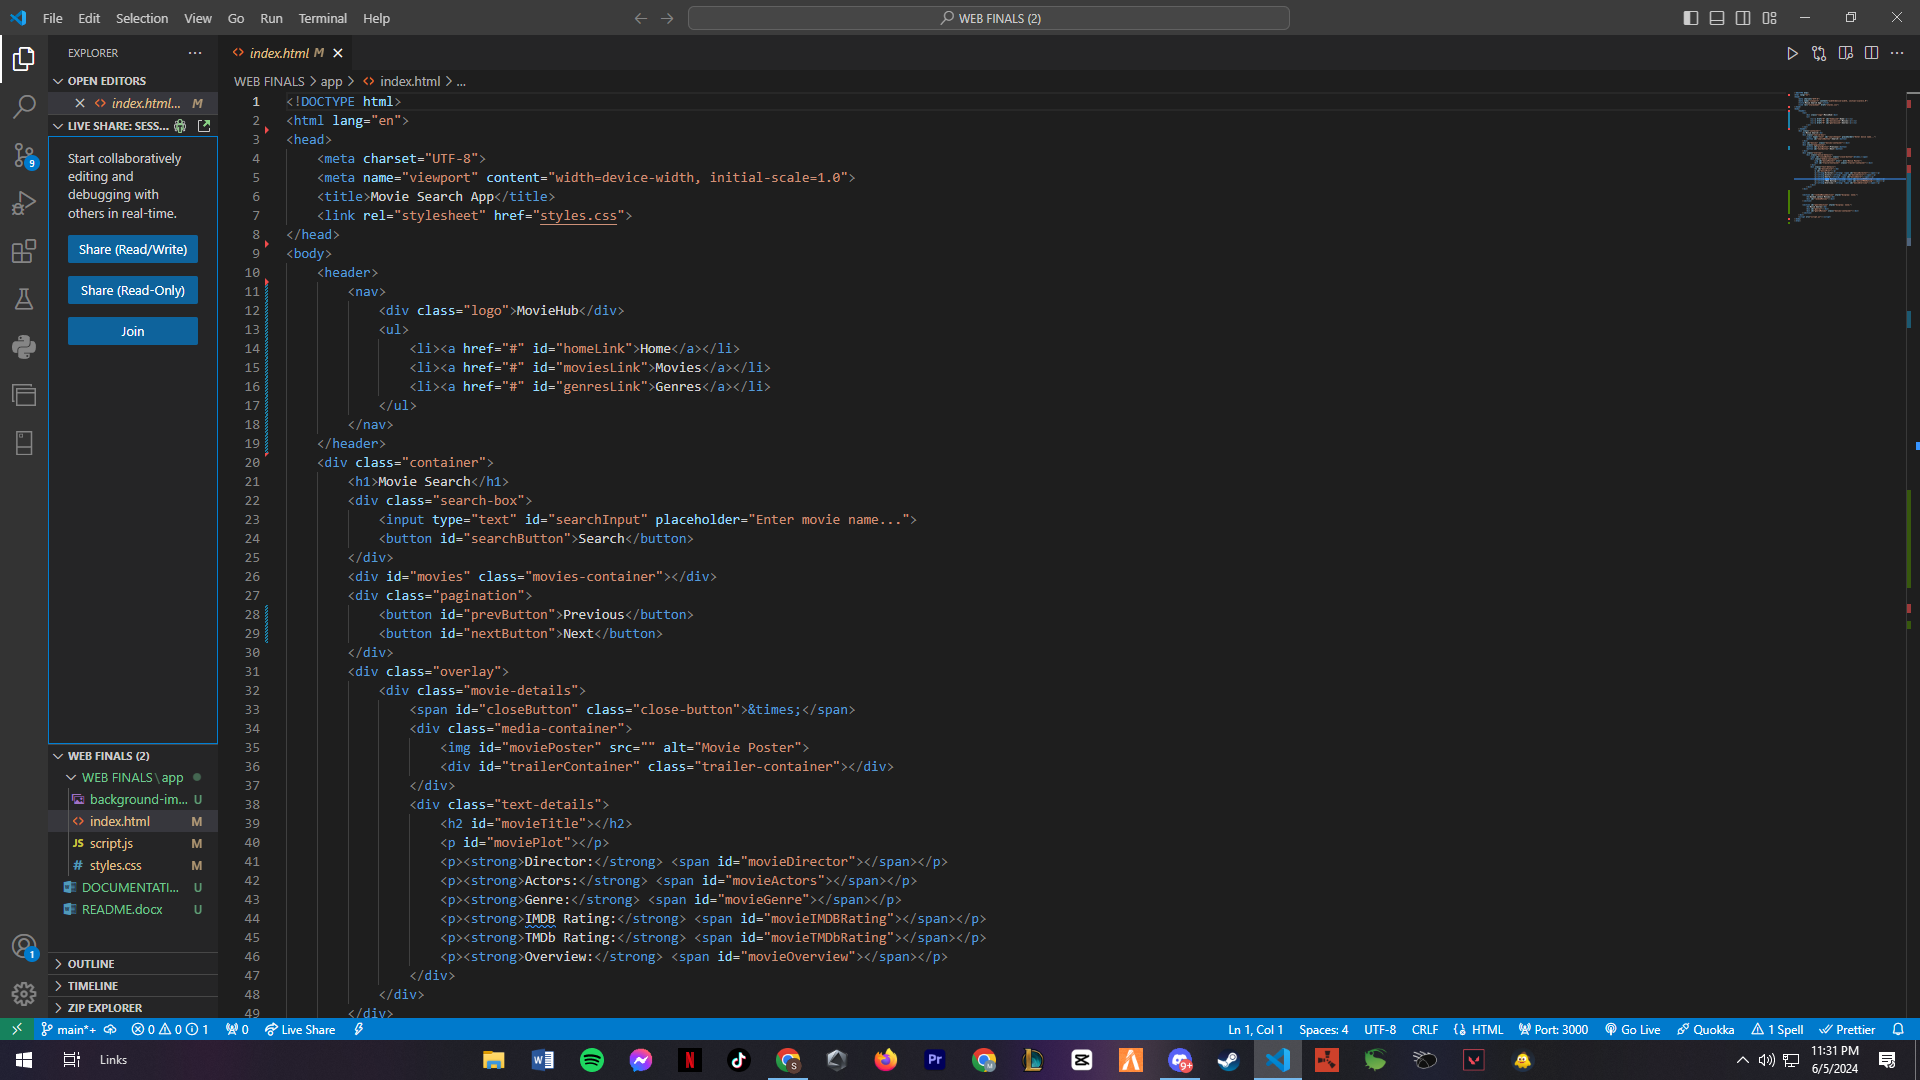 File Edit Selection View Go Run Terminal Help
WEB FINALS (2)
EXPLORER
index.html M
OPEN EDITORS
index.html... M
LIVE SHARE: SESS...
Start collaboratively
editing and
debugging with
others in real-time.
Share (Read/Write)
Share (Read-Only)
Join
WEB FINALS (2)
WEB FINALS \ app
background-im... U
index.html M
script.js M
styles.css M
DOCUMENTATI... U
README.docx U
OUTLINE
TIMELINE
ZIP EXPLORER
9
1
WEB FINALS > app > index.html > ...
1 <!DOCTYPE html>
2 <html lang="en">
3 <head>
4 <meta charset="UTF-8">
5 <meta name="viewport" content="width=device-width, initial-scale=1.0">
6 <title>Movie Search App</title>
7 <link rel="stylesheet" href="styles.css">
8 </head>
9 <body>
10 <header>
11 <nav>
12 <div class="logo">MovieHub</div>
13 <ul>
14 <li><a href="#" id="homeLink">Home</a></li>
15 <li><a href="#" id="moviesLink">Movies</a></li>
16 <li><a href="#" id="genresLink">Genres</a></li>
17 </ul>
18 </nav>
19 </header>
20 <div class="container">
21 <h1>Movie Search</h1>
22 <div class="search-box">
23 <input type="text" id="searchInput" placeholder="Enter movie name...">
24 <button id="searchButton">Search</button>
25 </div>
26 <div id="movies" class="movies-container"></div>
27 <div class="pagination">
28 <button id="prevButton">Previous</button>
29 <button id="nextButton">Next</button>
30 </div>
31 <div class="overlay">
32 <div class="movie-details">
33 <span id="closeButton" class="close-button">&times;</span>
34 <div class="media-container">
35 <img id="moviePoster" src="" alt="Movie Poster">
36 <div id="trailerContainer" class="trailer-container"></div>
37 </div>
38 <div class="text-details">
39 <h2 id="movieTitle"></h2>
40 <p id="moviePlot"></p>
41 <p><strong>Director:</strong> <span id="movieDirector"></span></p>
42 <p><strong>Actors:</strong> <span id="movieActors"></span></p>
43 <p><strong>Genre:</strong> <span id="movieGenre"></span></p>
44 <p><strong>IMDB Rating:</strong> <span id="movieIMDBRating"></span></p>
45 <p><strong>TMDb Rating:</strong> <span id="movieTMDbRating"></span></p>
46 <p><strong>Overview:</strong> <span id="movieOverview"></span></p>
47 </div>
48 </div>
49 </div>
main*+ 0 0 1 0 Live Share Ln 1, Col 1 Spaces: 4 UTF-8 CRLF HTML Port: 3000 Go Live Quokka 1 Spell Prettier
Links
11:31 PM
6/5/2024